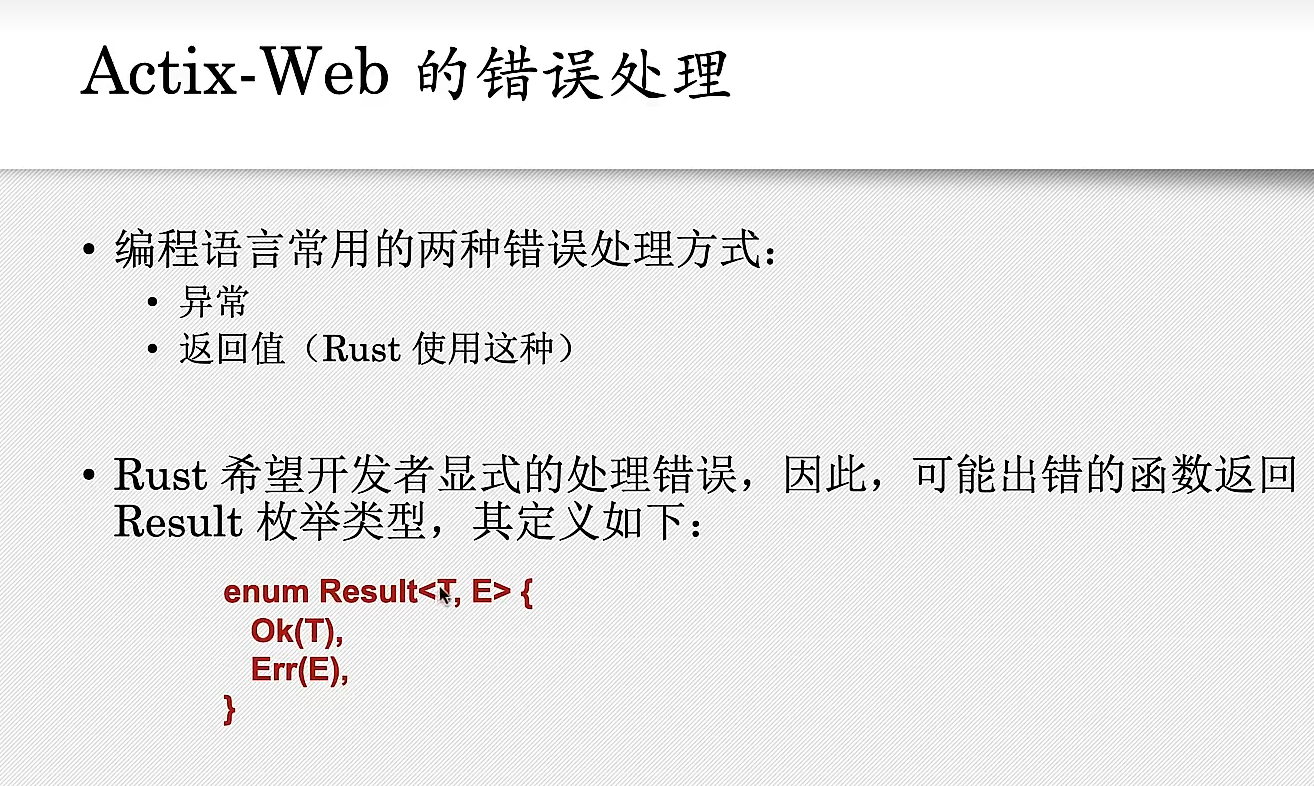 Actix-Web 的错误处理
• 编程语言常用的两种错误处理方式：
• 异常
• 返回值（Rust 使用这种）
• Rust 希望开发者显式的处理错误，因此，可能出错的函数返回
Result 枚举类型，其定义如下：
enum Result<T, E> {
Ok(T),
Err(E),
}